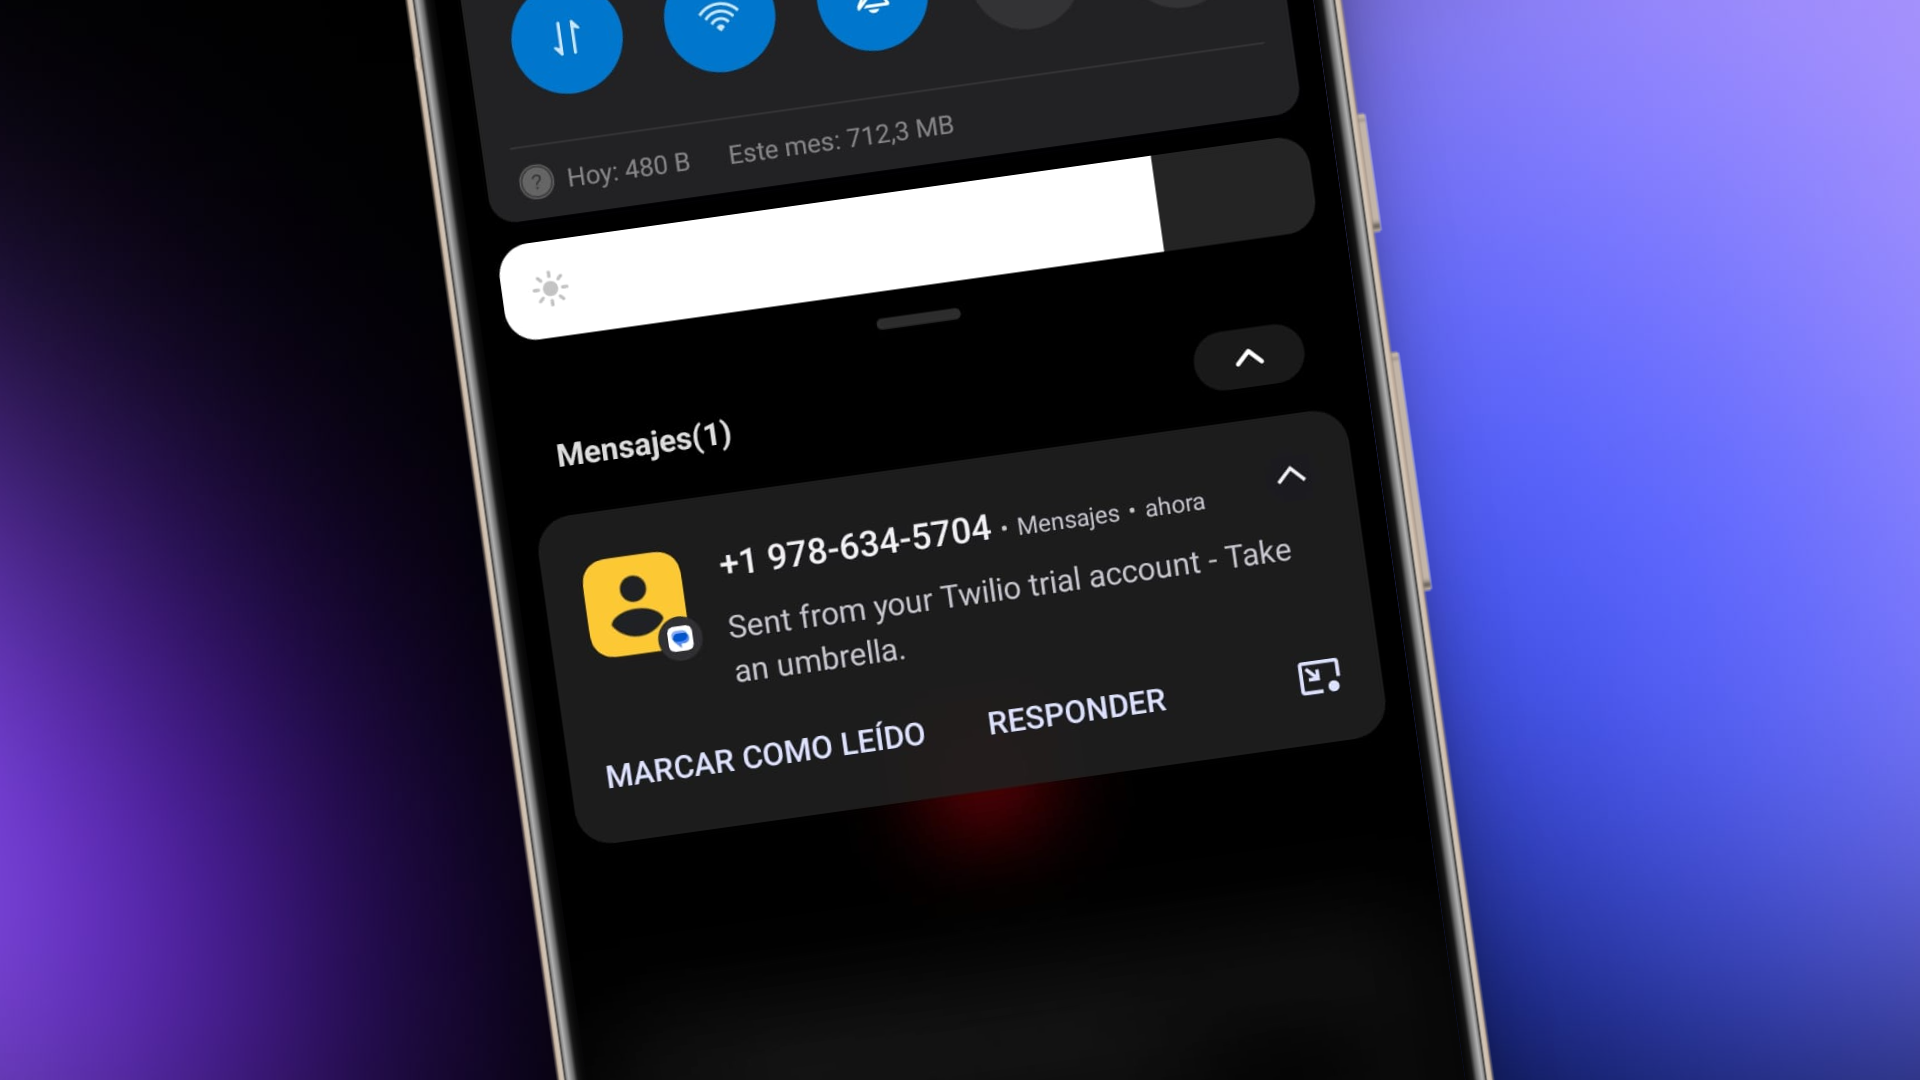 Hoy: 480 B Este mes: 712,3 MB
Mensajes(1)
+1 978-634-5704 • Mensajes • ahora
Sent from your Twilio trial account - Take
an umbrella.
MARCAR COMO LEÍDO RESPONDER